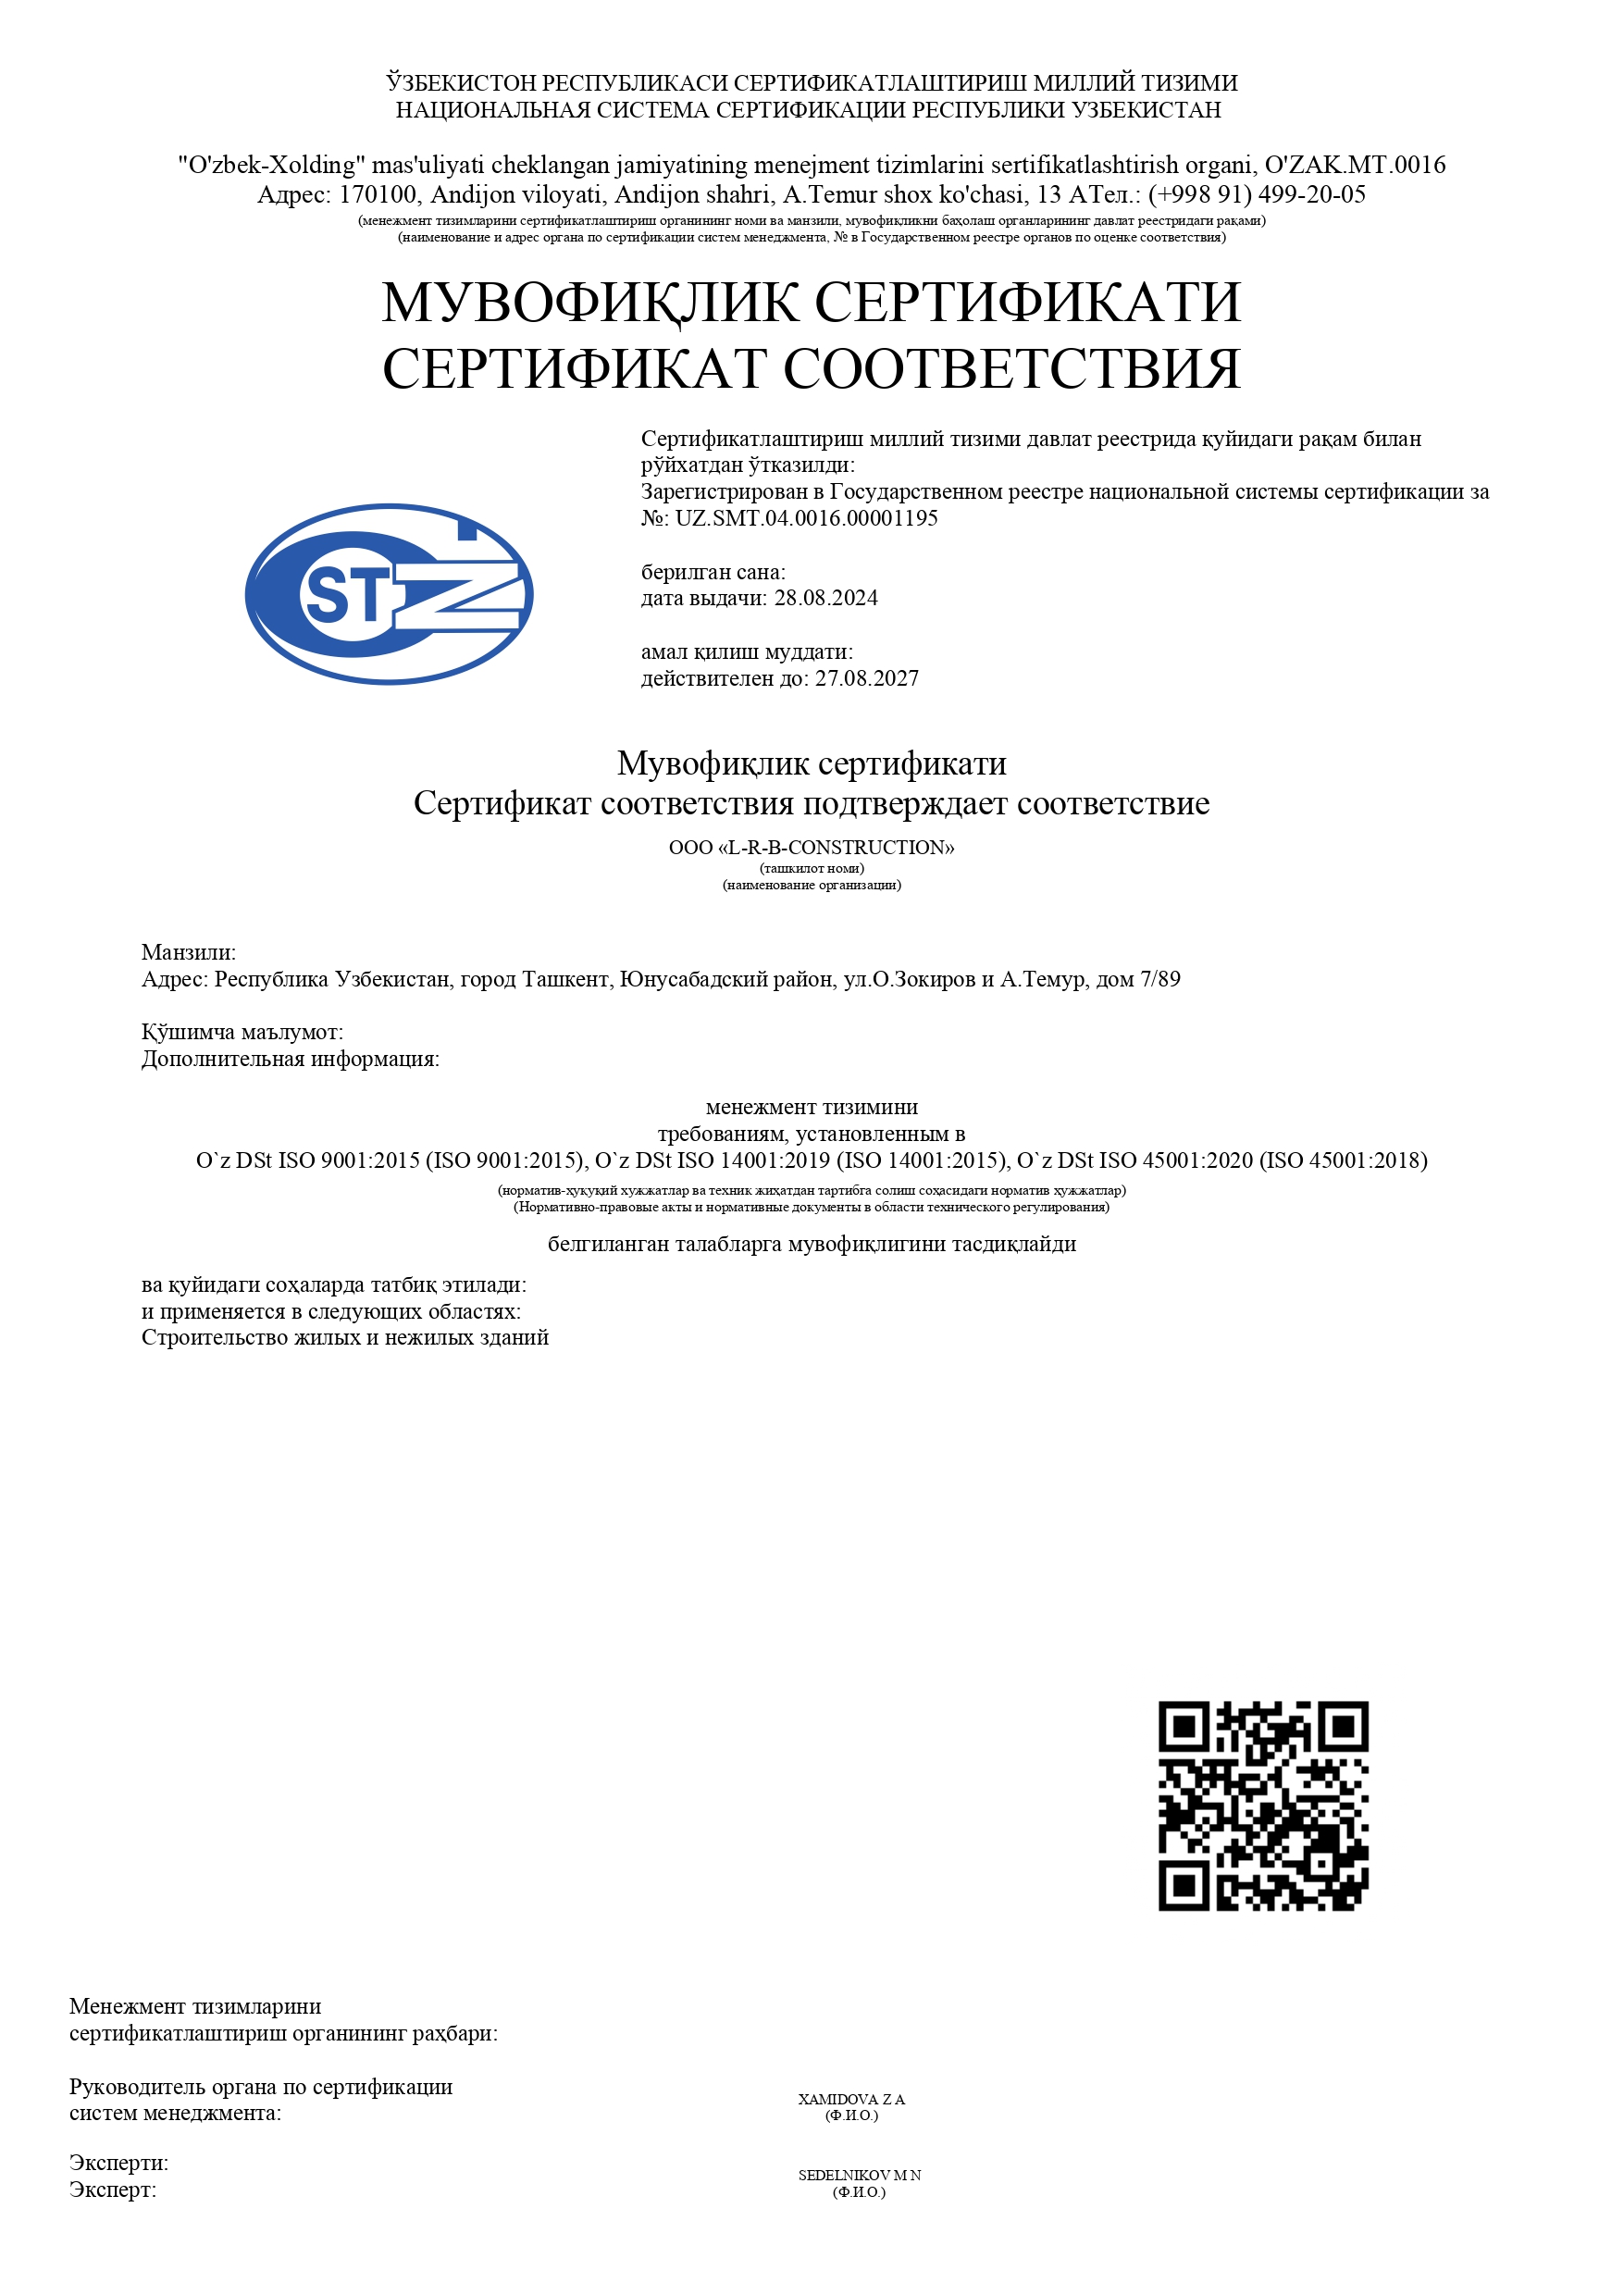 ЎЗБЕКИСТОН РЕСПУБЛИКАСИ СЕРТИФИКАТЛАШТИРИШ МИЛЛИЙ ТИЗИМИ
НАЦИОНАЛЬНАЯ СИСТЕМА СЕРТИФИКАЦИИ РЕСПУБЛИКИ УЗБЕКИСТАН
"O'zbek-Xolding" mas'uliyati cheklangan jamiyatining menejment tizimlarini sertifikatlashtirish organi, O'ZAK.MT.0016
Адрес: 170100, Andijon viloyati, Andijon shahri, A.Temur shox ko'chasi, 13 АТел.: (+998 91) 499-20-05
(менежмент тизимларини сертификатлаштириш органининг номи ва манзили, мувофиқликни баҳолаш органларининг давлат реестридаги рақами)
(наименование и адрес органа по сертификации систем менеджмента, № в Государственном реестре органов по оценке соответствия)
МУВОФИҚЛИК СЕРТИФИКАТИ
СЕРТИФИКАТ СООТВЕТСТВИЯ
Сертификатлаштириш миллий тизими давлат реестрида қуйидаги рақам билан
рўйхатдан ўтказилди:
Зарегистрирован в Государственном реестре национальной системы сертификации за
№: UZ.SMT.04.0016.00001195
ST
берилган сана:
дата выдачи: 28.08.2024
амал қилиш муддати:
действителен до: 27.08.2027
Мувофиқлик сертификати
Сертификат соответствия подтверждает соответствие
ООО «L-R-B-CONSTRUCTION»
(ташкилот номи)
(наименование организации)
Манзили:
Адрес: Республика Узбекистан, город Ташкент, Юнусабадский район, ул.О.Зокиров и А.Темур, дом 7/89
Қўшимча маълумот:
Дополнительная информация:
менежмент тизимини
требованиям, установленным в
O`z DSt ISO 9001:2015 (ISO 9001:2015), O`z DSt ISO 14001:2019 (ISO 14001:2015), O`z DSt ISO 45001:2020 (ISO 45001:2018)
(норматив-ҳуқуқий хужжатлар ва техник жиҳатдан тартибга солиш соҳасидаги норматив хужжатлар)
(Нормативно-правовые акты и нормативные документы в области технического регулирования)
белгиланган талабларга мувофиқлигини тасдиқлайди
ва қуйидаги соҳаларда татбиқ этилади:
и применяется в следующих областях:
Строительство жилых и нежилых зданий
Менежмент тизимларини
сертификатлаштириш органининг раҳбари:
Руководитель органа по сертификации
систем менеджмента:
XAMIDOVA Z A
(Ф.И.О.)
Эксперти:
Эксперт:
SEDELNIKOV M N
(Ф.И.О.)